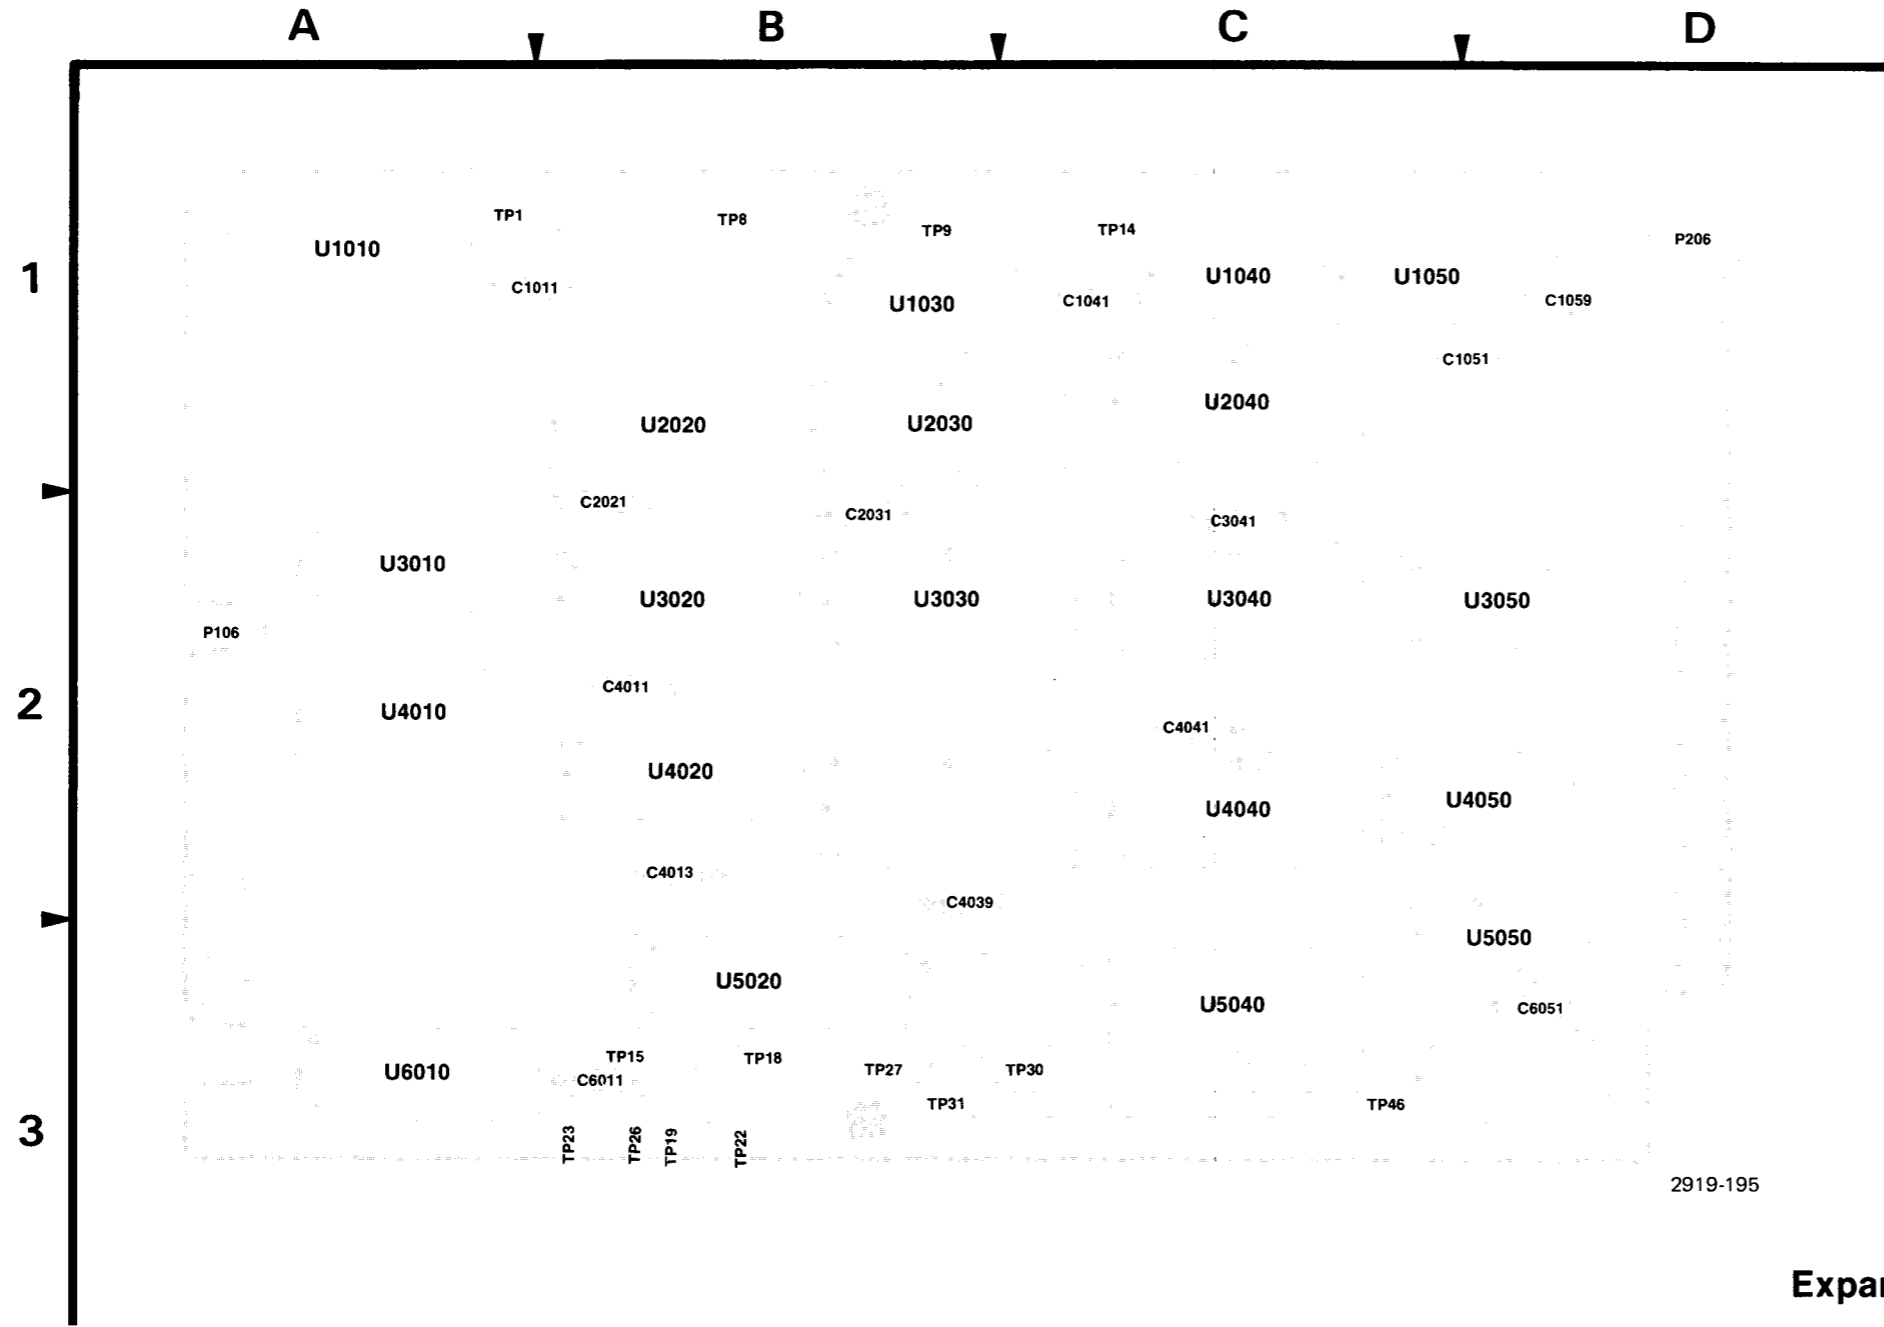 A B C D
TP1 TP8 TP9 TP14 P206
U1010
1
C1011 U1030 C1041 U1040 U1050 C1059
C1051
U2020 U2030 U2040
C2021 C2031 C3041
U3010
U3020 U3030 U3040 U3050
P106
2
C4011
U4010 C4041
U4020 U4040 U4050
C4013 C4039
U5050
U5020 U5040 C6051
TP15 TP18 TP27 TP30
U6010 C6011 TP31 TP46
3
TP23 TP26 TP19 TP22
2919-195
Expar